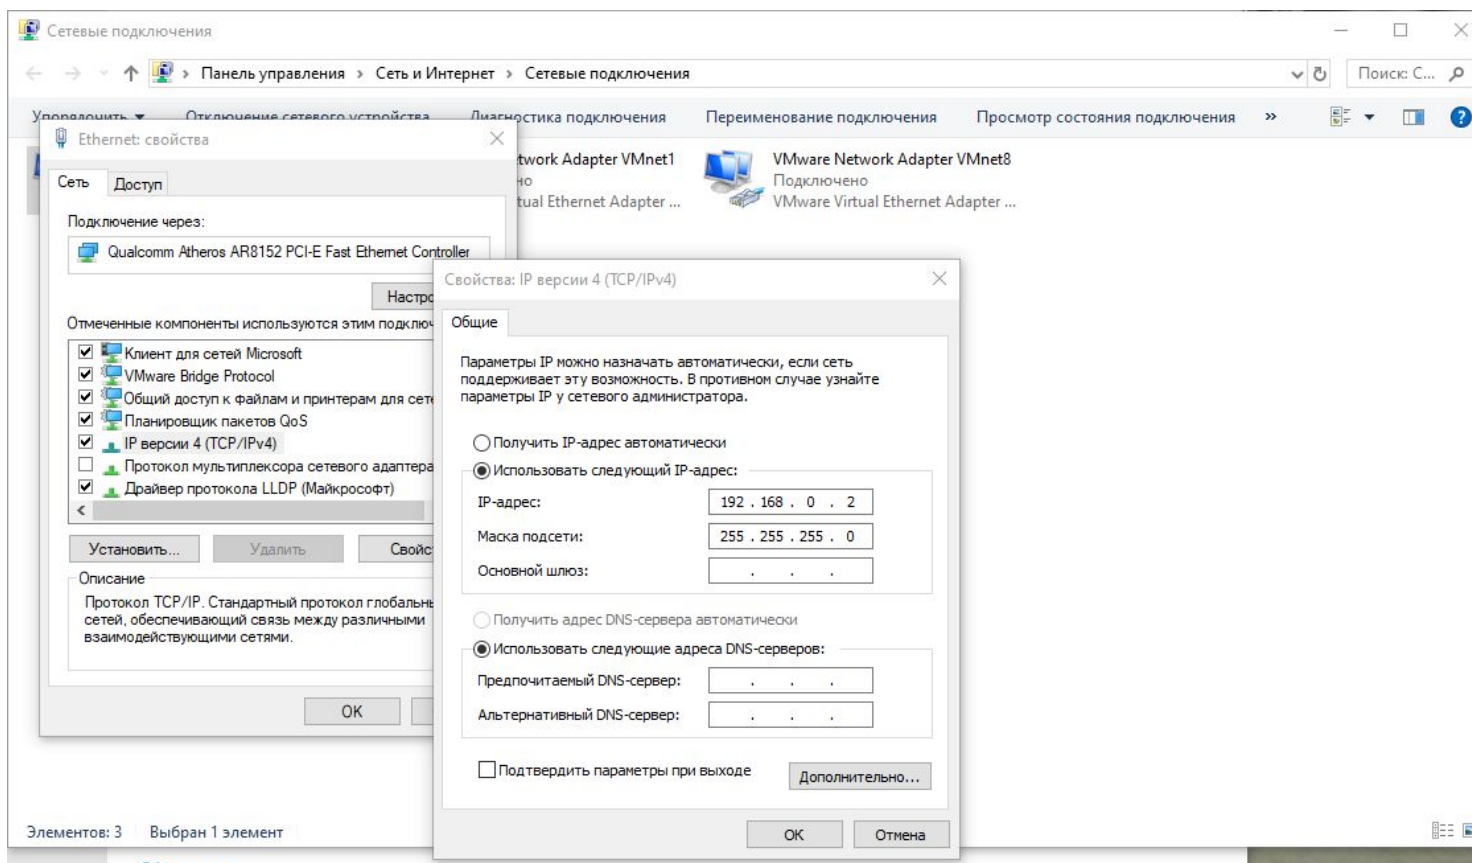 Сетевые подключения
Панель управления > Сеть и Интернет > Сетевые подключения
Поиск: С...
Упорядочить Отключение сетевого устройства Диагностика подключения Переименование подключения Просмотр состояния подключения »
Ethernet: свойства
twork Adapter VMnet1
но
tual Ethernet Adapter ...
VMware Network Adapter VMnet8
Подключено
VMware Virtual Ethernet Adapter ...
Сеть Доступ
Подключение через:
Qualcomm Atheros AR8152 PCI-E Fast Ethernet Controller
Настро
Отмеченные компоненты используются этим подключ
Клиент для сетей Microsoft
VMware Bridge Protocol
Общий доступ к файлам и принтерам для сете
Планировщик пакетов QoS
IP версии 4 (TCP/IPv4)
Протокол мультиплексора сетевого адаптера
Драйвер протокола LLDP (Майкрософт)
Установить... Удалить Свойс
Описание
Протокол TCP/IP. Стандартный протокол глобальнь
сетей, обеспечивающий связь между различными
взаимодействующими сетями.
OK
Свойства: IP версии 4 (TCP/IPv4)
Общие
Параметры IP можно назначать автоматически, если сеть
поддерживает эту возможность. В противном случае узнайте
параметры IP у сетевого администратора.
Получить IP-адрес автоматически
Использовать следующий IP-адрес:
IP-адрес: 192 . 168 . 0 . 2
Маска подсети: 255 . 255 . 255 . 0
Основной шлюз: . . .
Получить адрес DNS-сервера автоматически
Использовать следующие адреса DNS-серверов:
Предпочитаемый DNS-сервер: . . .
Альтернативный DNS-сервер: . . .
Подтвердить параметры при выходе
Дополнительно...
OK Отмена
Элементов: 3 Выбран 1 элемент